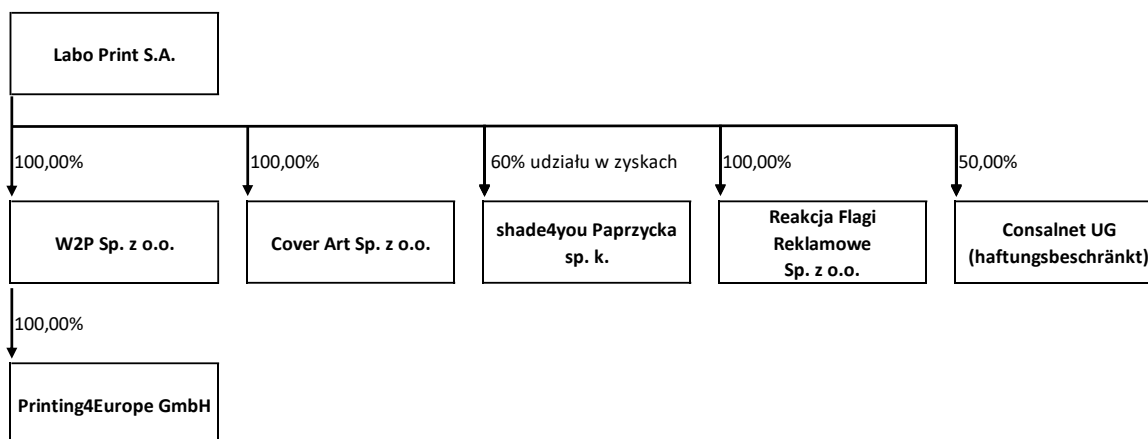 Labo Print S.A.
100,00%
100,00%
60% udziału w zyskach
100,00%
50,00%
W2P Sp. z o.o.
Cover Art Sp. z o.o.
shade4you Paprzycka
sp. k.
Reakcja Flagi
Reklamowe
Sp. z o.o.
Consalnet UG
(haftungsbeschränkt)
100,00%
Printing4Europe GmbH